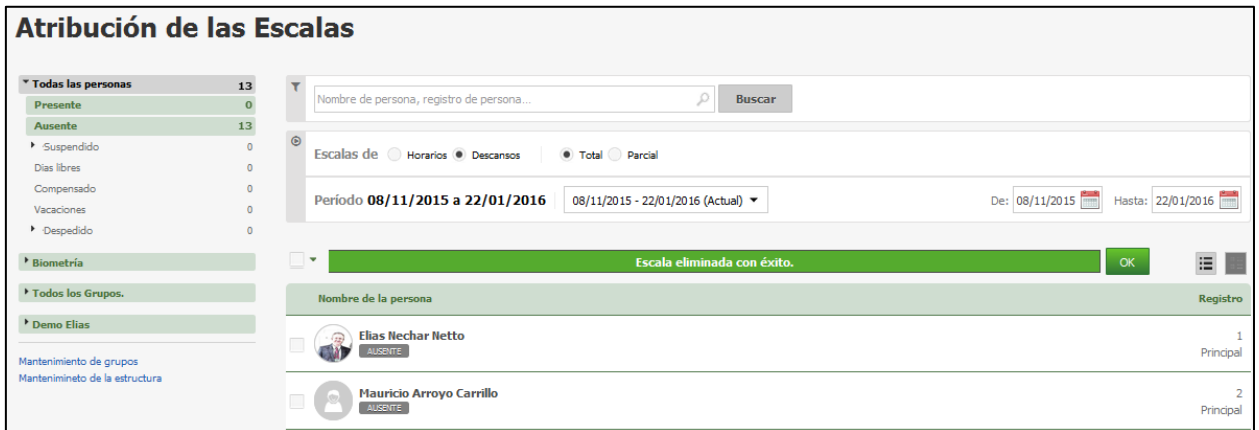 Atribución de las Escalas
Todas las personas 13
Presente 0
Ausente 13
·Suspendido 0
Dias libres 0
Compensado 0
Vacaciones 0
·Despedido 0
Biometría
Todos los Grupos.
Demo Elias
Mantenimiento de grupos
Mantenimineto de la estructura
Nombre de persona, registro de persona... Buscar
Escalas de Horarios Descansos Total Parcial
Período 08/11/2015 a 22/01/2016 08/11/2015 - 22/01/2016 (Actual) De: 08/11/2015 Hasta: 22/01/2016
Escala eliminada con éxito. OK
Nombre de la persona Registro
Elias Nechar Netto 1
AUSENTE Principal
Mauricio Arroyo Carrillo 2
AUSENTE Principal